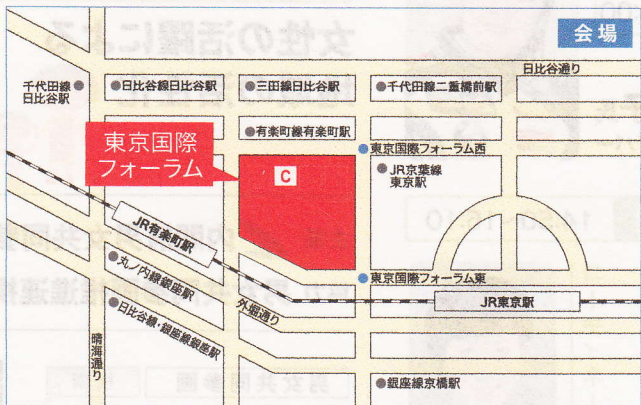 会場
日比谷通り
千代田線
日比谷駅
日比谷線日比谷駅
三田線日比谷駅
千代田線二重橋前駅
有楽町線有楽町駅
東京国際フォーラム西
東京国際
フォーラム
C
JR京葉線
東京駅
JR有楽町駅
丸ノ内線銀座駅
東京国際フォーラム東
JR東京駅
日比谷線・銀座線銀座駅
外堀通り
晴海通り
銀座線京橋駅